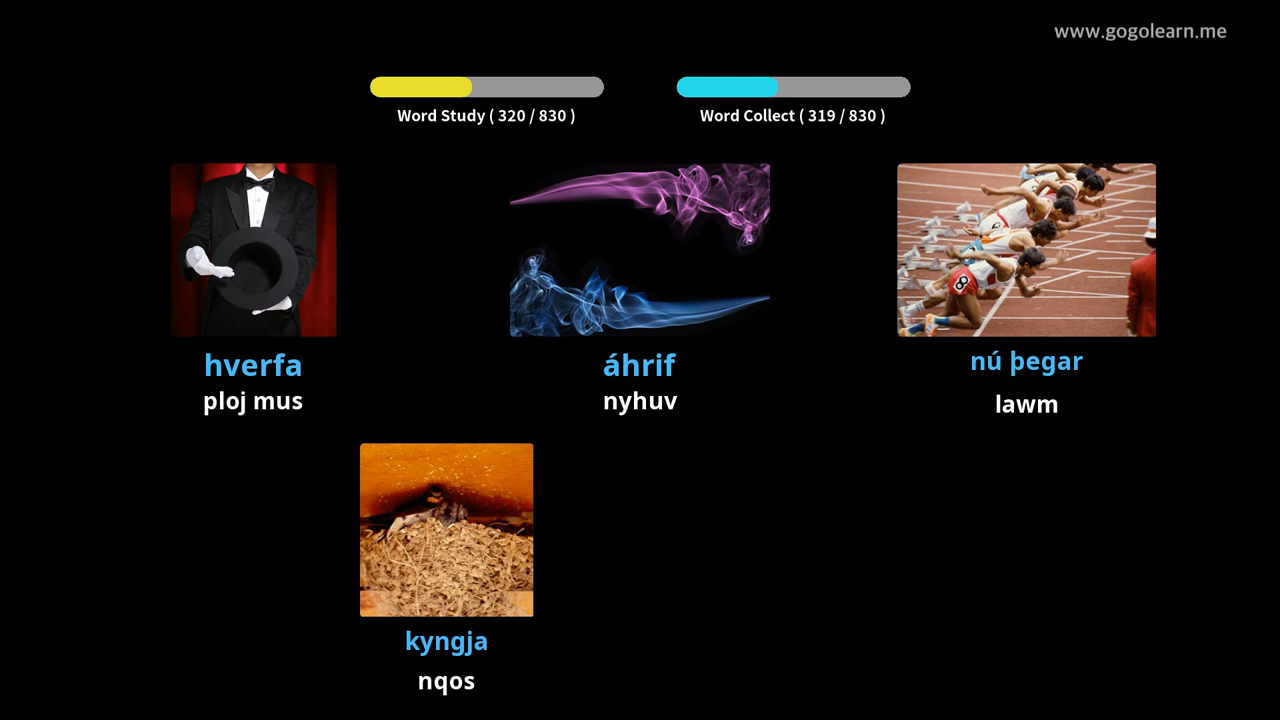 www.gogolearn.me
Word Study ( 320 / 830 )
Word Collect ( 319 / 830 )
hverfa
ploj mus
áhrif
nyhuv
nú þegar
lawm
kyngja
nqos